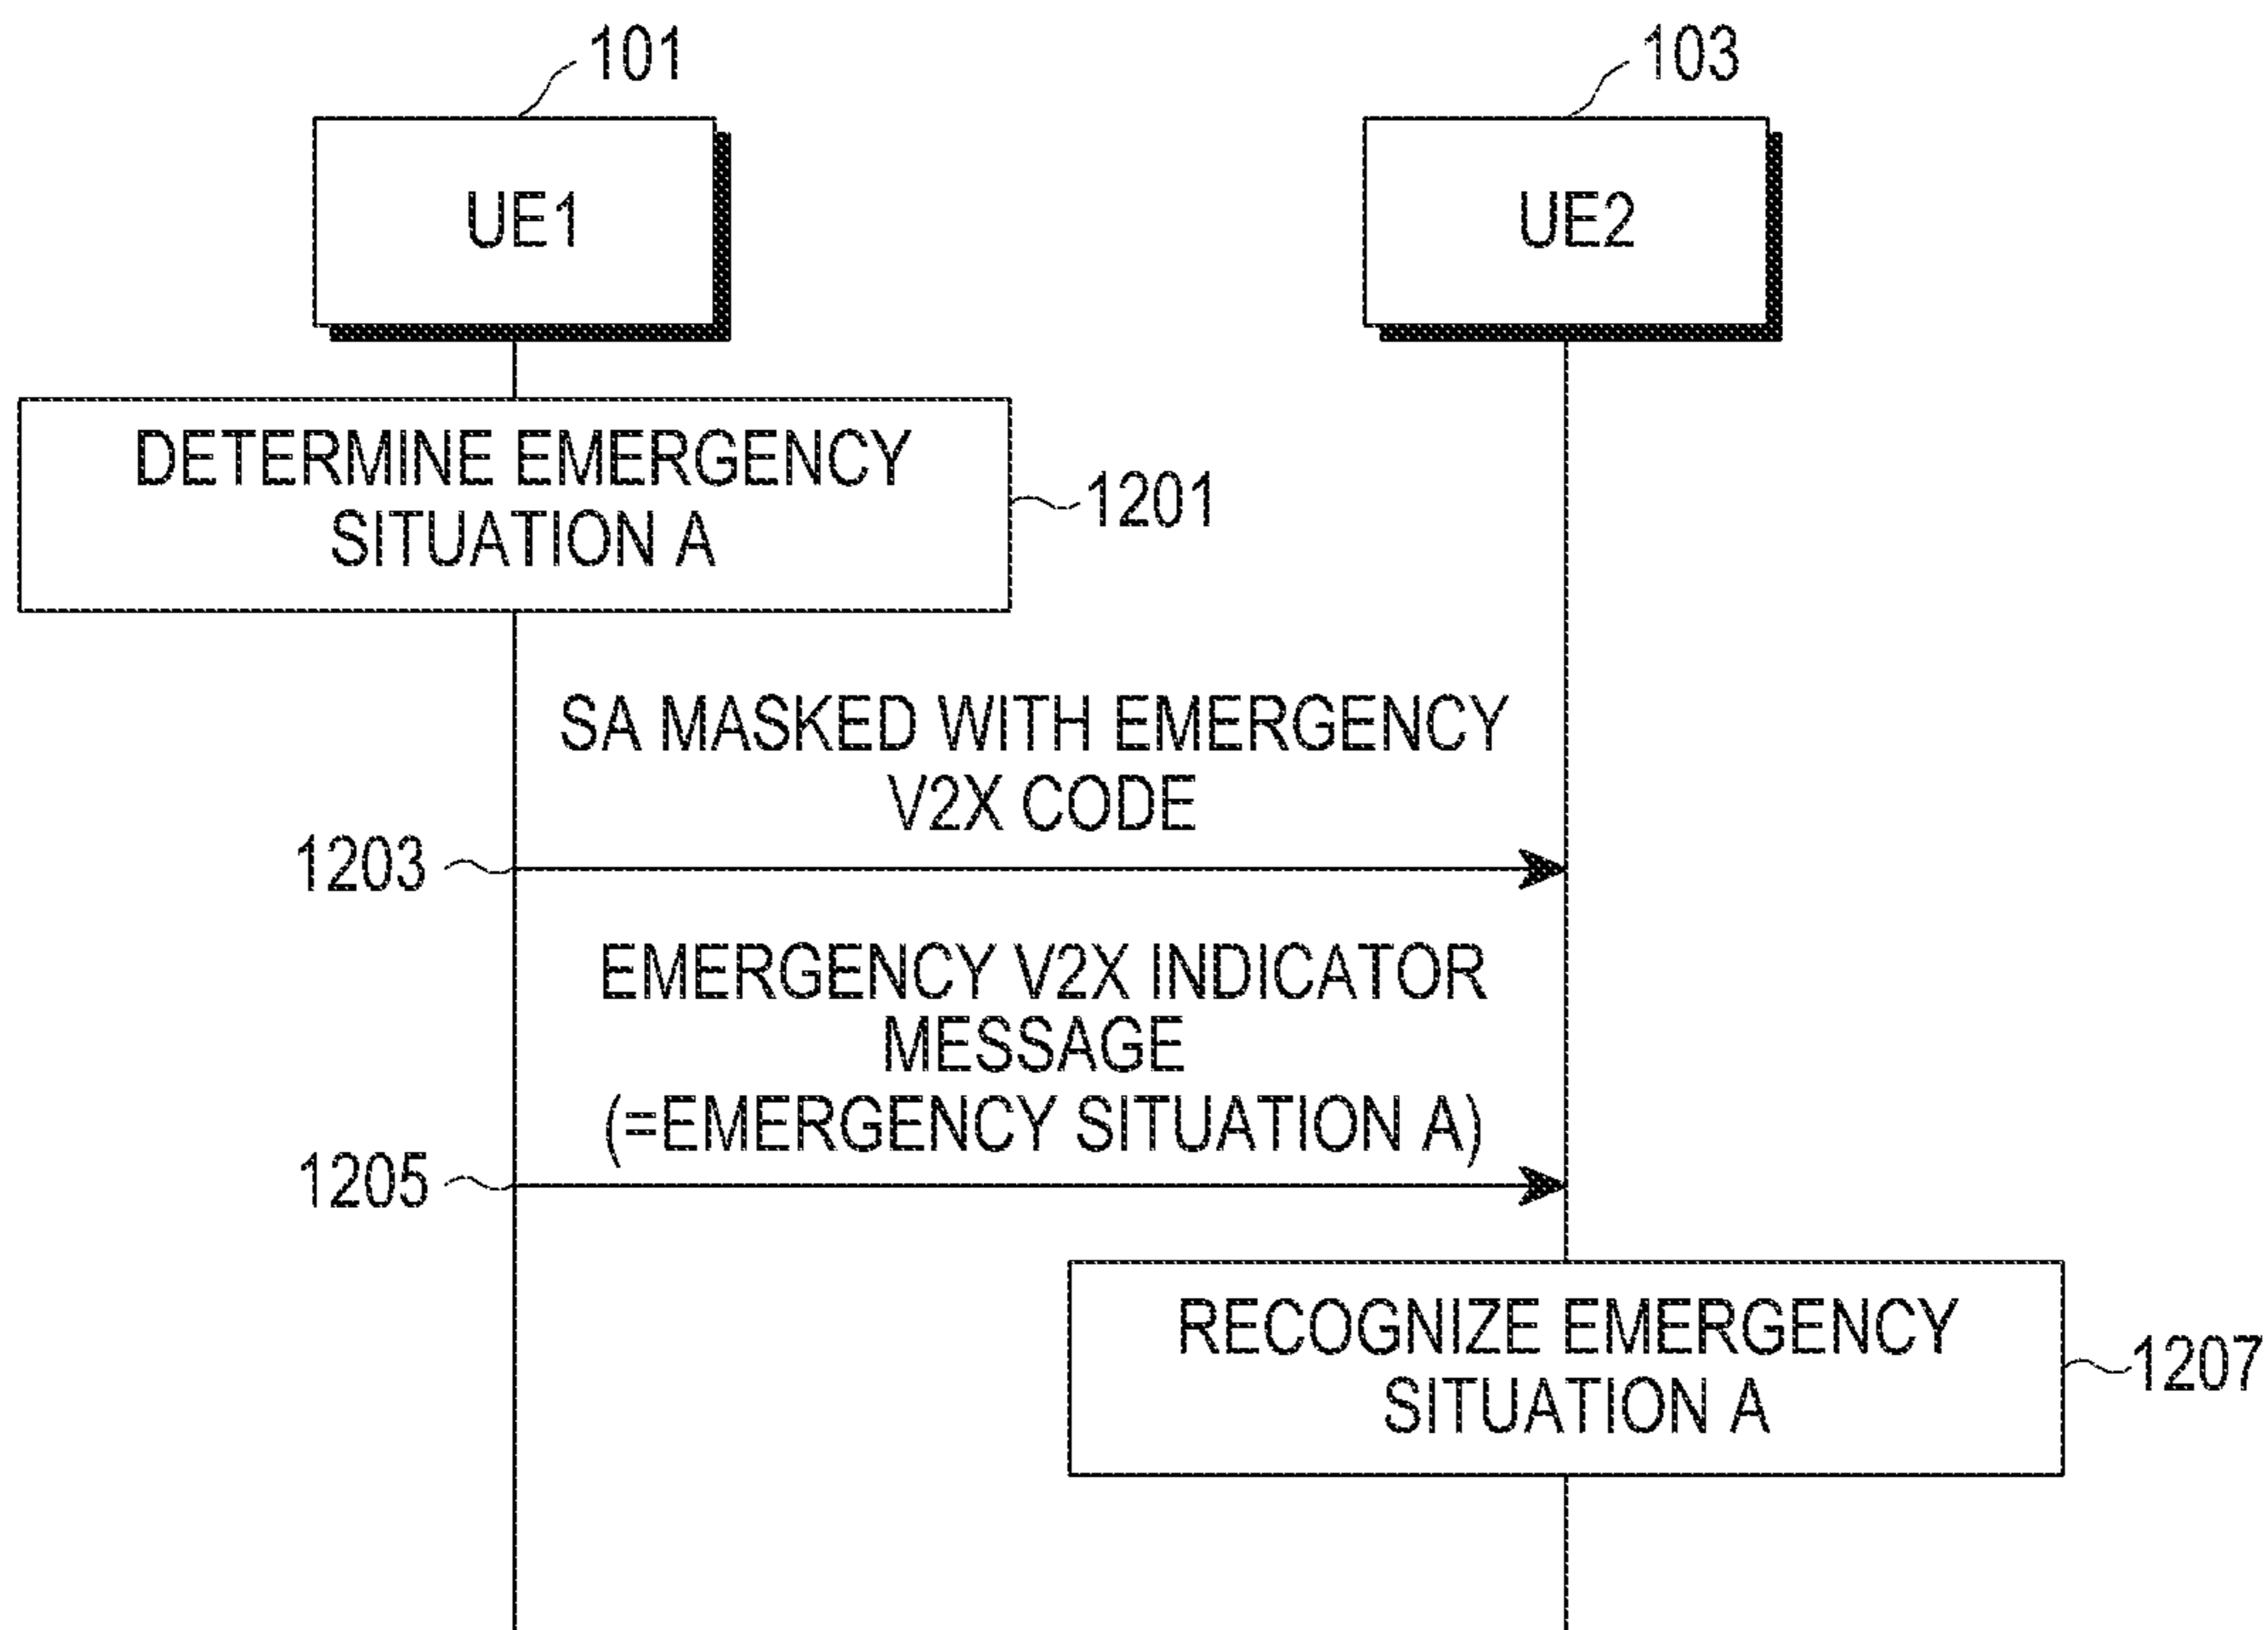 101
103
UE1
UE2
DETERMINE EMERGENCY
SITUATION A
1201
SA MASKED WITH EMERGENCY
V2X CODE
1203
EMERGENCY V2X INDICATOR
MESSAGE
(=EMERGENCY SITUATION A)
1205
RECOGNIZE EMERGENCY
SITUATION A
1207